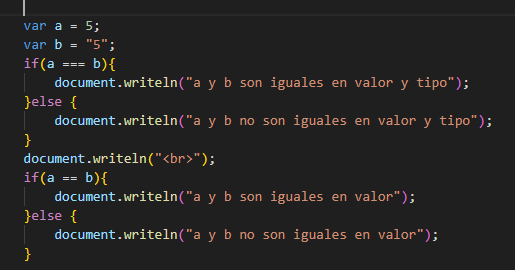 var a = 5;
var b = "5";
if(a === b){
    document.writeln("a y b son iguales en valor y tipo");
}else {
    document.writeln("a y b no son iguales en valor y tipo");
}
document.writeln("<br>");
if(a == b){
    document.writeln("a y b son iguales en valor");
}else {
    document.writeln("a y b no son iguales en valor");
}